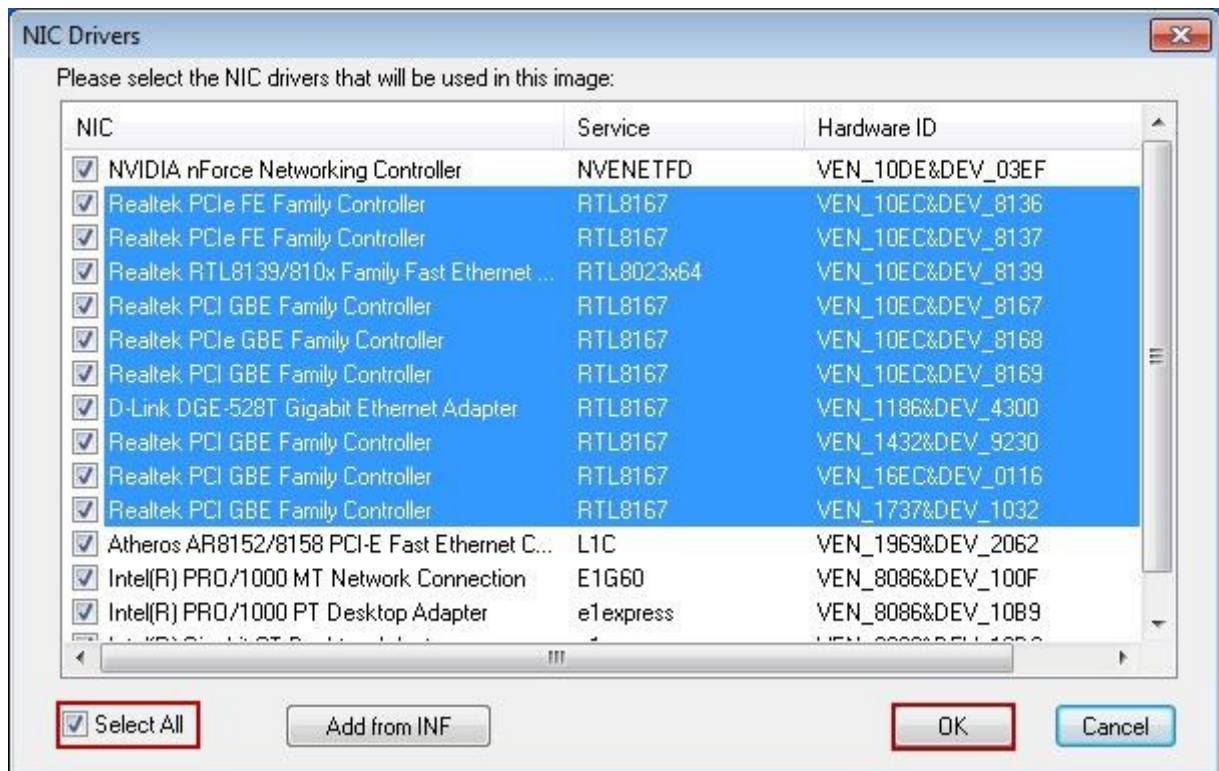 NIC Drivers
Please select the NIC drivers that will be used in this image:
NIC Service Hardware ID
NVIDIA nForce Networking Controller NVENETFD VEN_10DE&DEV_03EF
Realtek PCIe FE Family Controller RTL8167 VEN_10EC&DEV_8136
Realtek PCIe FE Family Controller RTL8167 VEN_10EC&DEV_8137
Realtek RTL8139/810x Family Fast Ethernet ... RTL8023x64 VEN_10EC&DEV_8139
Realtek PCI GBE Family Controller RTL8167 VEN_10EC&DEV_8167
Realtek PCIe GBE Family Controller RTL8167 VEN_10EC&DEV_8168
Realtek PCI GBE Family Controller RTL8167 VEN_10EC&DEV_8169
D-Link DGE-528T Gigabit Ethernet Adapter RTL8167 VEN_1186&DEV_4300
Realtek PCI GBE Family Controller RTL8167 VEN_1432&DEV_9230
Realtek PCI GBE Family Controller RTL8167 VEN_16EC&DEV_0116
Realtek PCI GBE Family Controller RTL8167 VEN_1737&DEV_1032
Atheros AR8152/8158 PCI-E Fast Ethernet C... L1C VEN_1969&DEV_2062
Intel(R) PRO/1000 MT Network Connection E1G60 VEN_8086&DEV_100F
Intel(R) PRO/1000 PT Desktop Adapter e1express VEN_8086&DEV_10B9
Select All Add from INF OK Cancel